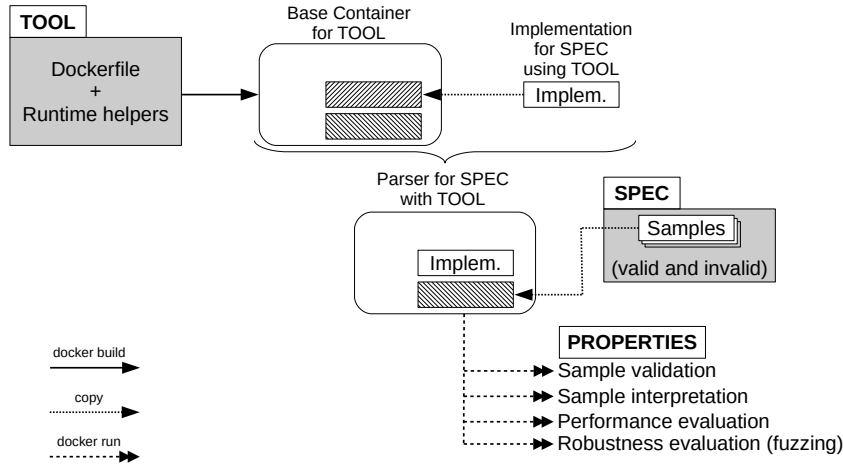 TOOL
Dockerfile
+
Runtime helpers
Base Container
for TOOL
Implementation
for SPEC
using TOOL
Implem.
Parser for SPEC
with TOOL
Implem.
SPEC
Samples
(valid and invalid)
docker build
copy
docker run
PROPERTIES
Sample validation
Sample interpretation
Performance evaluation
Robustness evaluation (fuzzing)